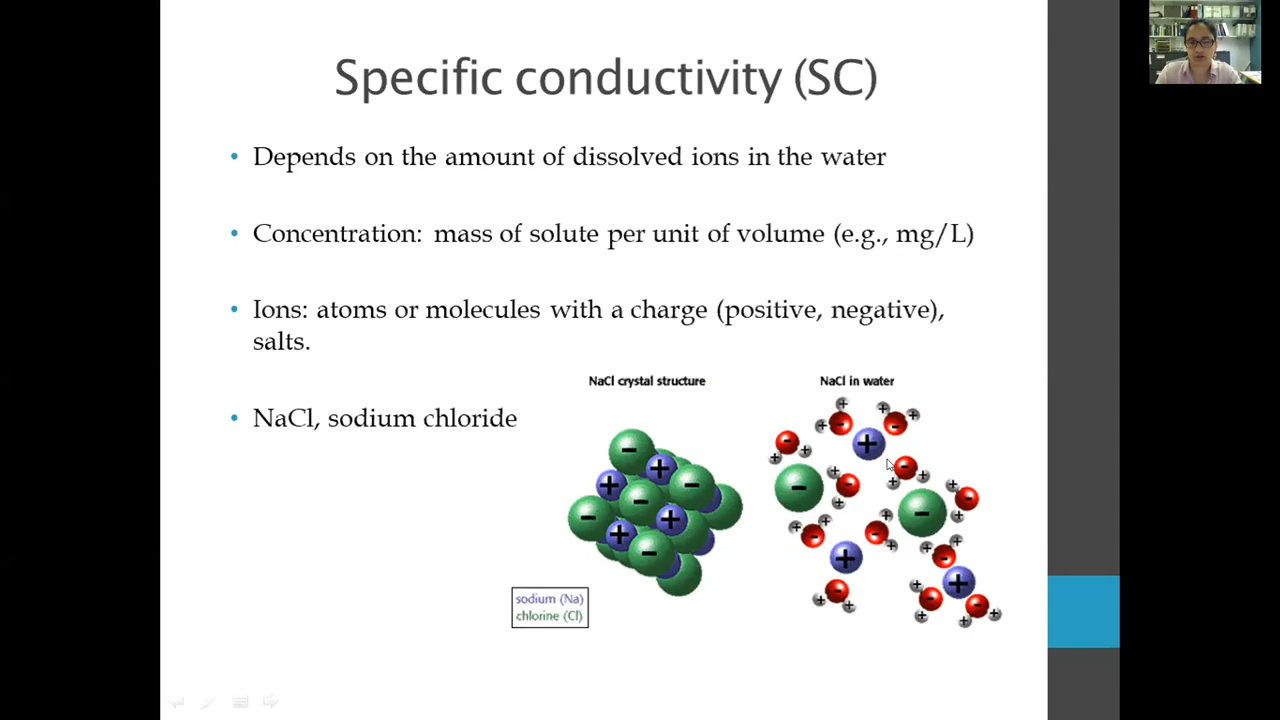 Specific conductivity (SC)
• Depends on the amount of dissolved ions in the water
• Concentration: mass of solute per unit of volume (e.g., mg/L)
• Ions: atoms or molecules with a charge (positive, negative),
salts.
• NaCl, sodium chloride
NaCl crystal structure
NaCl in water
sodium (Na)
chlorine (Cl)